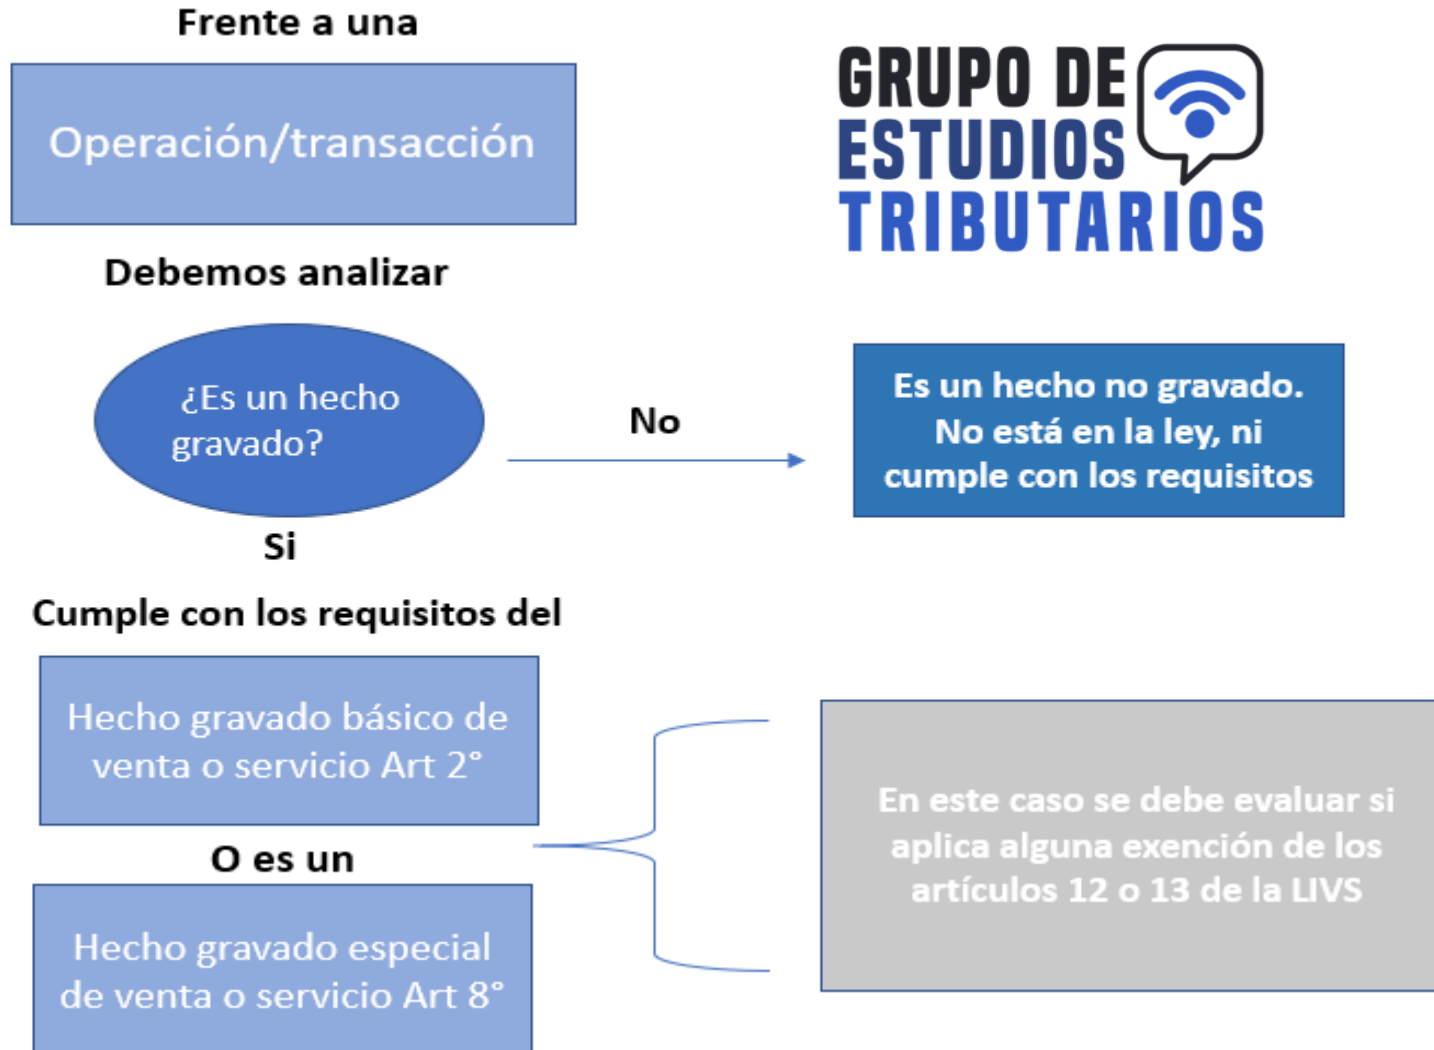 Frente a una
Operación/transacción
GRUPO DE
ESTUDIOS
TRIBUTARIOS
Debemos analizar
¿Es un hecho
gravado?
No
Es un hecho no gravado.
No está en la ley, ni
cumple con los requisitos
Si
Cumple con los requisitos del
Hecho gravado básico de
venta o servicio Art 2°
O es un
Hecho gravado especial
de venta o servicio Art 8°
En este caso se debe evaluar si
aplica alguna exención de los
artículos 12 o 13 de la LIVS